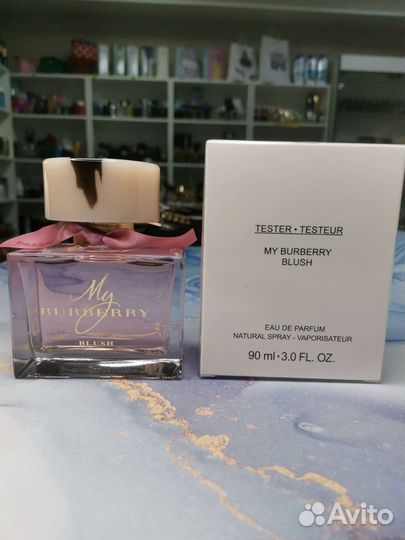 My
BURBERRY
BLUSH
TESTER • TESTEUR
MY BURBERRY
BLUSH
EAU DE PARFUM
NATURAL SPRAY - VAPORISATEUR
90 ml • 3.0 FL. OZ.
Avito